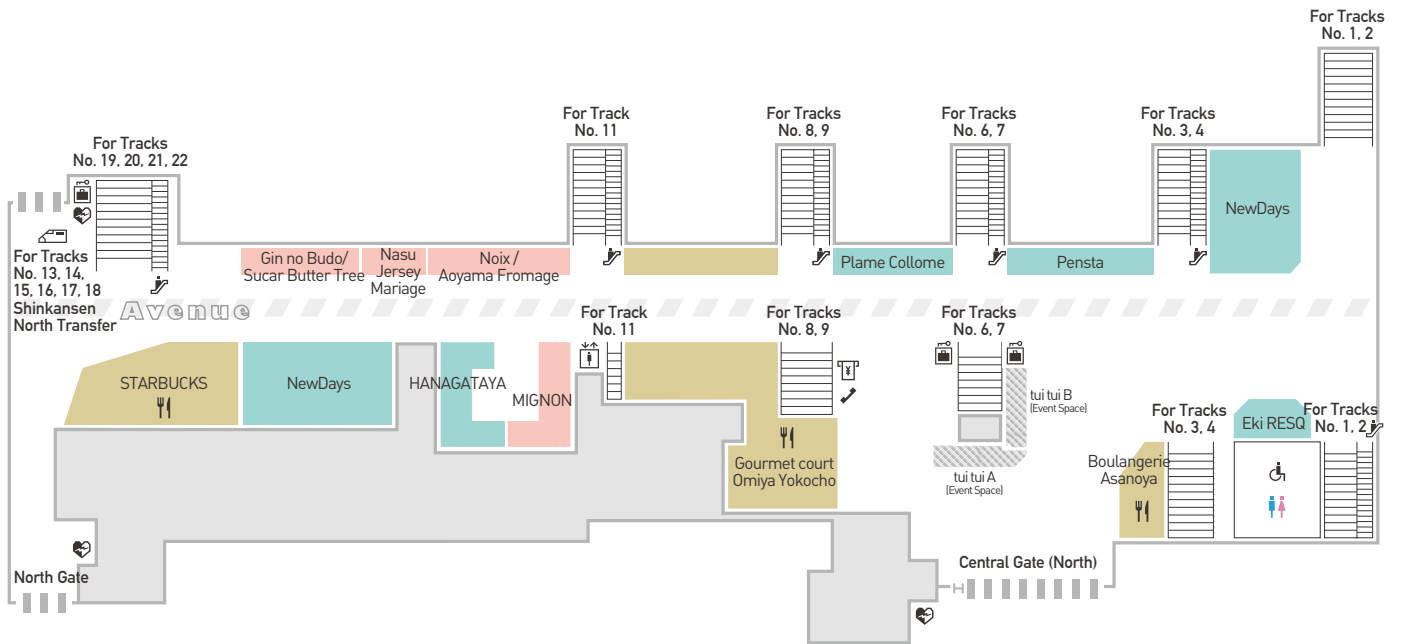 For Tracks
No. 1, 2
For Track
No. 11
For Tracks
No. 8, 9
For Tracks
No. 6, 7
For Tracks
No. 3, 4
For Tracks
No. 19, 20, 21, 22
NewDays
For Tracks
No. 13, 14,
15, 16, 17, 18
Shinkansen
North Transfer
Gin no Budo/
Sucar Butter Tree
Nasu
Jersey
Mariage
Noix /
Aoyama Fromage
Plame Collome
Pensta
Avenue
For Track
No. 11
For Tracks
No. 8, 9
For Tracks
No. 6, 7
STARBUCKS
NewDays
HANAGATAYA
MIGNON
¥
tui tui B
(Event Space)
For Tracks
No. 3, 4
Eki RESQ
For Tracks
No. 1, 2
Gourmet court
Omiya Yokocho
tui tui A
(Event Space)
Boulangerie
Asanoya
North Gate
Central Gate (North)